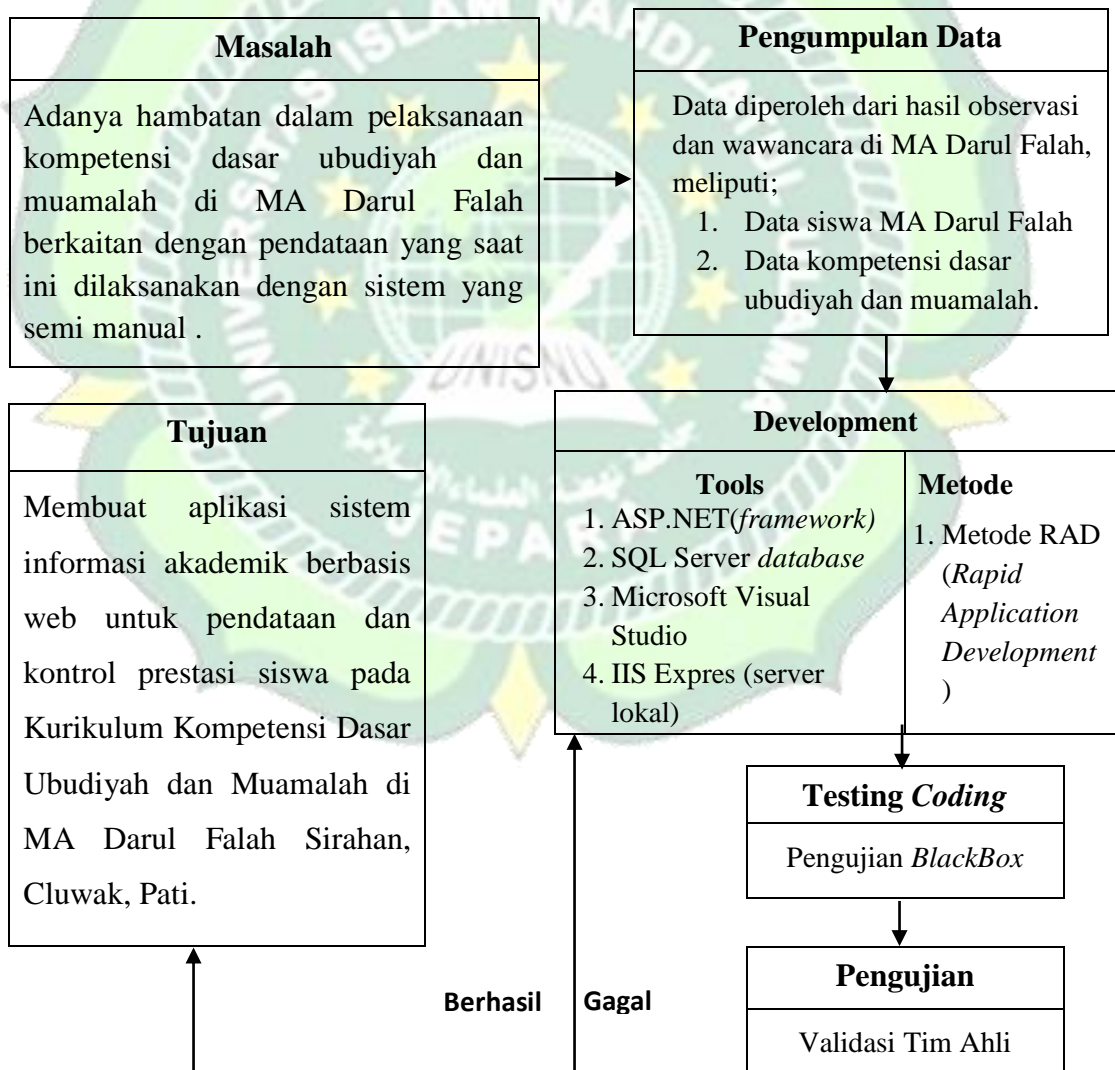 Masalah
Adanya hambatan dalam pelaksanaan
kompetensi dasar ubudiyah dan
muamalah di MA Darul Falah
berkaitan dengan pendataan yang saat
ini dilaksanakan dengan sistem yang
semi manual .
Pengumpulan Data
Data diperoleh dari hasil observasi
dan wawancara di MA Darul Falah,
meliputi;
1. Data siswa MA Darul Falah
2. Data kompetensi dasar
ubudiyah dan muamalah.
Development
Tools
1. ASP.NET(framework)
2. SQL Server database
3. Microsoft Visual
Studio
4. IIS Expres (server
lokal)
Metode
1. Metode RAD
(Rapid
Application
Development
)
Tujuan
Membuat aplikasi sistem
informasi akademik berbasis
web untuk pendataan dan
kontrol prestasi siswa pada
Kurikulum Kompetensi Dasar
Ubudiyah dan Muamalah di
MA Darul Falah Sirahan,
Cluwak, Pati.
Testing Coding
Pengujian BlackBox
Pengujian
Validasi Tim Ahli
Berhasil
Gagal
UNISNU